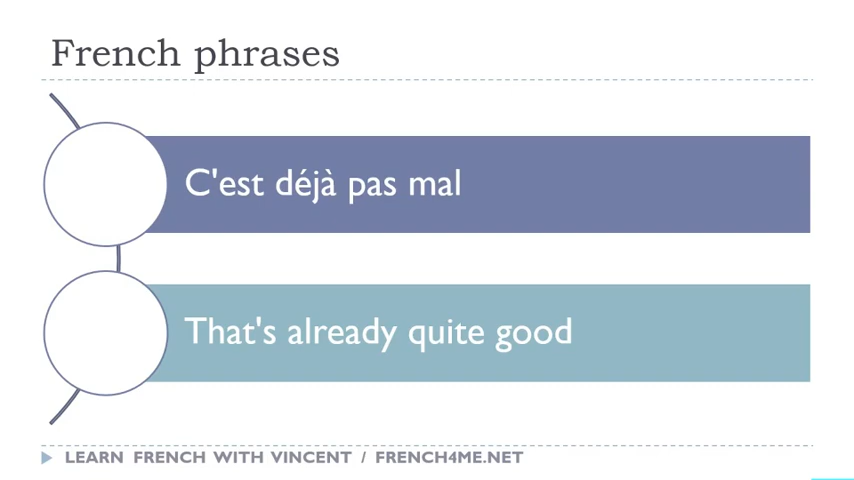 French phrases
C'est déjà pas mal
That's already quite good
LEARN FRENCH WITH VINCENT / FRENCH4ME.NET